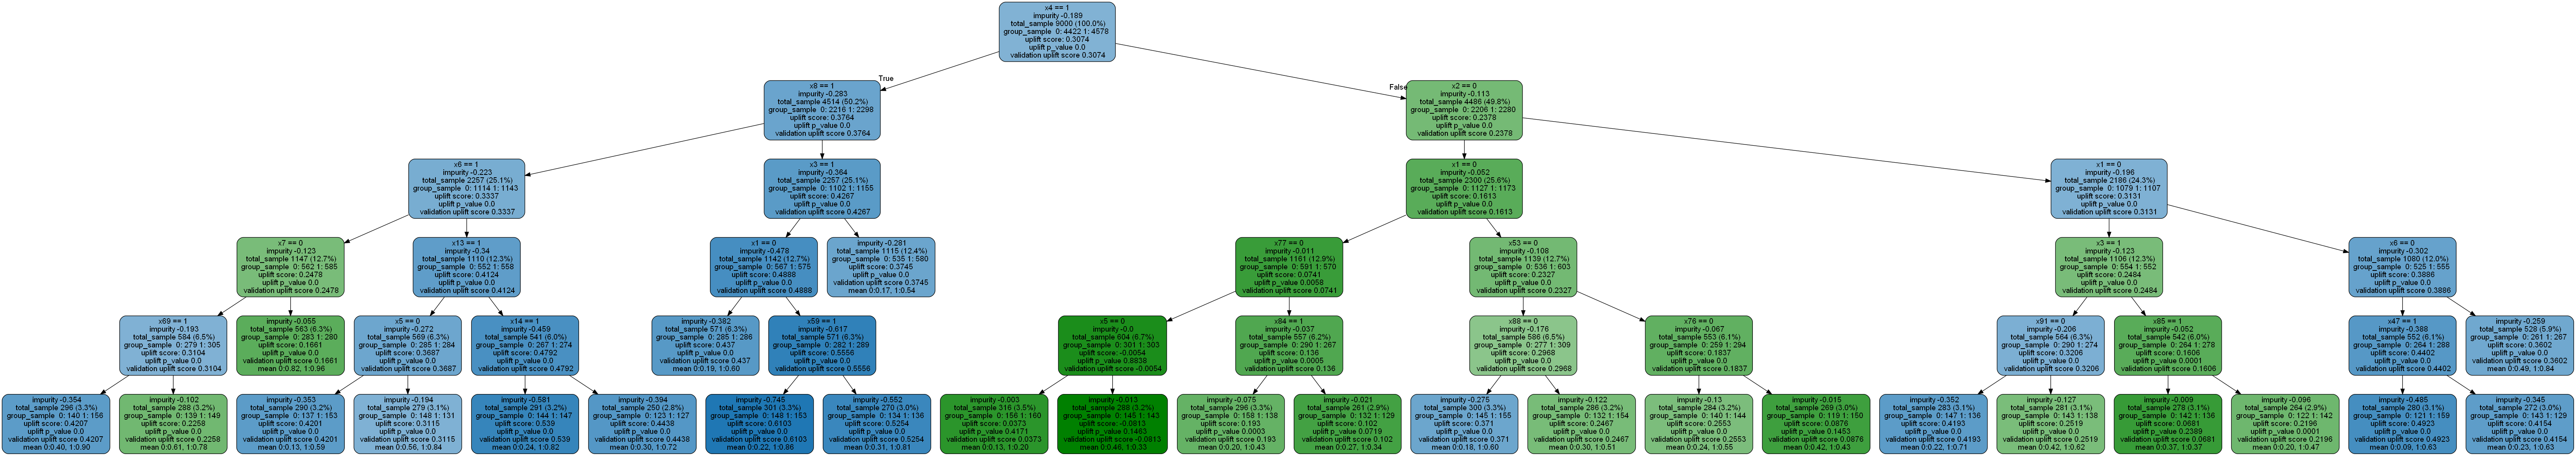 x4 == 1
impurity -0.189
total_sample 9000 (100.0%)
group_sample 0: 4422 1: 4578
uplift score: 0.3074
uplift p_value 0.0
validation uplift score 0.3074
True
False
x8 == 1
impurity -0.283
total_sample 4514 (50.2%)
group_sample 0: 2216 1: 2298
uplift score: 0.3764
uplift p_value 0.0
validation uplift score 0.3764
x2 == 0
impurity -0.113
total_sample 4486 (49.8%)
group_sample 0: 2206 1: 2280
uplift score: 0.2378
uplift p_value 0.0
validation uplift score 0.2378
x6 == 1
impurity -0.223
total_sample 2257 (25.1%)
group_sample 0: 1114 1: 1143
uplift score: 0.3337
uplift p_value 0.0
validation uplift score 0.3337
x3 == 1
impurity -0.364
total_sample 2257 (25.1%)
group_sample 0: 1102 1: 1155
uplift score: 0.4267
uplift p_value 0.0
validation uplift score 0.4267
x1 == 0
impurity -0.052
total_sample 2300 (25.6%)
group_sample 0: 1127 1: 1173
uplift score: 0.1613
uplift p_value 0.0
validation uplift score 0.1613
x1 == 0
impurity -0.196
total_sample 2186 (24.3%)
group_sample 0: 1079 1: 1107
uplift score: 0.3131
uplift p_value 0.0
validation uplift score 0.3131
x7 == 0
impurity -0.123
total_sample 1147 (12.7%)
group_sample 0: 562 1: 585
uplift score: 0.2478
uplift p_value 0.0
validation uplift score 0.2478
x13 == 1
impurity -0.34
total_sample 1110 (12.3%)
group_sample 0: 552 1: 558
uplift score: 0.4124
uplift p_value 0.0
validation uplift score 0.4124
x1 == 0
impurity -0.478
total_sample 1142 (12.7%)
group_sample 0: 567 1: 575
uplift score: 0.4888
uplift p_value 0.0
validation uplift score 0.4888
impurity -0.281
total_sample 1115 (12.4%)
group_sample 0: 535 1: 580
uplift score: 0.3745
uplift p_value 0.0
validation uplift score 0.3745
mean 0:0.17, 1:0.54
x77 == 0
impurity -0.011
total_sample 1161 (12.9%)
group_sample 0: 591 1: 570
uplift score: 0.0741
uplift p_value 0.0058
validation uplift score 0.0741
x53 == 0
impurity -0.108
total_sample 1139 (12.7%)
group_sample 0: 536 1: 603
uplift score: 0.2327
uplift p_value 0.0
validation uplift score 0.2327
x3 == 1
impurity -0.123
total_sample 1106 (12.3%)
group_sample 0: 554 1: 552
uplift score: 0.2484
uplift p_value 0.0
validation uplift score 0.2484
x6 == 0
impurity -0.302
total_sample 1080 (12.0%)
group_sample 0: 525 1: 555
uplift score: 0.3886
uplift p_value 0.0
validation uplift score 0.3886
x69 == 1
impurity -0.193
total_sample 584 (6.5%)
group_sample 0: 279 1: 305
uplift score: 0.3104
uplift p_value 0.0
validation uplift score 0.3104
impurity -0.055
total_sample 563 (6.3%)
group_sample 0: 283 1: 280
uplift score: 0.1661
uplift p_value 0.0
validation uplift score 0.1661
mean 0:0.82, 1:0.96
x5 == 0
impurity -0.272
total_sample 569 (6.3%)
group_sample 0: 285 1: 284
uplift score: 0.3687
uplift p_value 0.0
validation uplift score 0.3687
x14 == 1
impurity -0.459
total_sample 541 (6.0%)
group_sample 0: 267 1: 274
uplift score: 0.4792
uplift p_value 0.0
validation uplift score 0.4792
impurity -0.382
total_sample 571 (6.3%)
group_sample 0: 285 1: 286
uplift score: 0.437
uplift p_value 0.0
validation uplift score 0.437
mean 0:0.19, 1:0.60
x59 == 1
impurity -0.617
total_sample 571 (6.3%)
group_sample 0: 282 1: 289
uplift score: 0.5556
uplift p_value 0.0
validation uplift score 0.5556
x5 == 0
impurity -0.0
total_sample 604 (6.7%)
group_sample 0: 301 1: 303
uplift score: -0.0054
uplift p_value 0.8838
validation uplift score -0.0054
x84 == 1
impurity -0.037
total_sample 557 (6.2%)
group_sample 0: 290 1: 267
uplift score: 0.136
uplift p_value 0.0005
validation uplift score 0.136
x88 == 0
impurity -0.176
total_sample 586 (6.5%)
group_sample 0: 277 1: 309
uplift score: 0.2968
uplift p_value 0.0
validation uplift score 0.2968
x76 == 0
impurity -0.067
total_sample 553 (6.1%)
group_sample 0: 259 1: 294
uplift score: 0.1837
uplift p_value 0.0
validation uplift score 0.1837
x91 == 0
impurity -0.206
total_sample 564 (6.3%)
group_sample 0: 290 1: 274
uplift score: 0.3206
uplift p_value 0.0
validation uplift score 0.3206
x85 == 1
impurity -0.052
total_sample 542 (6.0%)
group_sample 0: 264 1: 278
uplift score: 0.1606
uplift p_value 0.0001
validation uplift score 0.1606
x47 == 1
impurity -0.388
total_sample 552 (6.1%)
group_sample 0: 264 1: 288
uplift score: 0.4402
uplift p_value 0.0
validation uplift score 0.4402
impurity -0.259
total_sample 528 (5.9%)
group_sample 0: 261 1: 267
uplift score: 0.3602
uplift p_value 0.0
validation uplift score 0.3602
mean 0:0.49, 1:0.84
impurity -0.354
total_sample 296 (3.3%)
group_sample 0: 140 1: 156
uplift score: 0.4207
uplift p_value 0.0
validation uplift score 0.4207
mean 0:0.40, 1:0.90
impurity -0.102
total_sample 288 (3.2%)
group_sample 0: 139 1: 149
uplift score: 0.2258
uplift p_value 0.0
validation uplift score 0.2258
mean 0:0.61, 1:0.78
impurity -0.353
total_sample 290 (3.2%)
group_sample 0: 137 1: 153
uplift score: 0.4201
uplift p_value 0.0
validation uplift score 0.4201
mean 0:0.13, 1:0.59
impurity -0.194
total_sample 279 (3.1%)
group_sample 0: 148 1: 131
uplift score: 0.3115
uplift p_value 0.0
validation uplift score 0.3115
mean 0:0.56, 1:0.84
impurity -0.581
total_sample 291 (3.2%)
group_sample 0: 144 1: 147
uplift score: 0.539
uplift p_value 0.0
validation uplift score 0.539
mean 0:0.24, 1:0.82
impurity -0.394
total_sample 250 (2.8%)
group_sample 0: 123 1: 127
uplift score: 0.4438
uplift p_value 0.0
validation uplift score 0.4438
mean 0:0.30, 1:0.72
impurity -0.745
total_sample 301 (3.3%)
group_sample 0: 148 1: 153
uplift score: 0.6103
uplift p_value 0.0
validation uplift score 0.6103
mean 0:0.22, 1:0.86
impurity -0.552
total_sample 270 (3.0%)
group_sample 0: 134 1: 136
uplift score: 0.5254
uplift p_value 0.0
validation uplift score 0.5254
mean 0:0.31, 1:0.81
impurity -0.003
total_sample 316 (3.5%)
group_sample 0: 156 1: 160
uplift score: 0.0373
uplift p_value 0.4171
validation uplift score 0.0373
mean 0:0.13, 1:0.20
impurity -0.013
total_sample 288 (3.2%)
group_sample 0: 145 1: 143
uplift score: -0.0813
uplift p_value 0.1463
validation uplift score -0.0813
mean 0:0.46, 1:0.33
impurity -0.075
total_sample 296 (3.3%)
group_sample 0: 158 1: 138
uplift score: 0.193
uplift p_value 0.0003
validation uplift score 0.193
mean 0:0.20, 1:0.43
impurity -0.021
total_sample 261 (2.9%)
group_sample 0: 132 1: 129
uplift score: 0.102
uplift p_value 0.0719
validation uplift score 0.102
mean 0:0.27, 1:0.34
impurity -0.275
total_sample 300 (3.3%)
group_sample 0: 145 1: 155
uplift score: 0.371
uplift p_value 0.0
validation uplift score 0.371
mean 0:0.18, 1:0.60
impurity -0.122
total_sample 286 (3.2%)
group_sample 0: 132 1: 154
uplift score: 0.2467
uplift p_value 0.0
validation uplift score 0.2467
mean 0:0.30, 1:0.51
impurity -0.13
total_sample 284 (3.2%)
group_sample 0: 140 1: 144
uplift score: 0.2553
uplift p_value 0.0
validation uplift score 0.2553
mean 0:0.24, 1:0.55
impurity -0.015
total_sample 269 (3.0%)
group_sample 0: 119 1: 150
uplift score: 0.0876
uplift p_value 0.1453
validation uplift score 0.0876
mean 0:0.42, 1:0.43
impurity -0.352
total_sample 283 (3.1%)
group_sample 0: 147 1: 136
uplift score: 0.4193
uplift p_value 0.0
validation uplift score 0.4193
mean 0:0.22, 1:0.71
impurity -0.127
total_sample 281 (3.1%)
group_sample 0: 143 1: 138
uplift score: 0.2519
uplift p_value 0.0
validation uplift score 0.2519
mean 0:0.42, 1:0.62
impurity -0.009
total_sample 278 (3.1%)
group_sample 0: 142 1: 136
uplift score: 0.0681
uplift p_value 0.2389
validation uplift score 0.0681
mean 0:0.37, 1:0.37
impurity -0.096
total_sample 264 (2.9%)
group_sample 0: 122 1: 142
uplift score: 0.2196
uplift p_value 0.0001
validation uplift score 0.2196
mean 0:0.20, 1:0.47
impurity -0.485
total_sample 280 (3.1%)
group_sample 0: 121 1: 159
uplift score: 0.4923
uplift p_value 0.0
validation uplift score 0.4923
mean 0:0.09, 1:0.63
impurity -0.345
total_sample 272 (3.0%)
group_sample 0: 143 1: 129
uplift score: 0.4154
uplift p_value 0.0
validation uplift score 0.4154
mean 0:0.23, 1:0.63